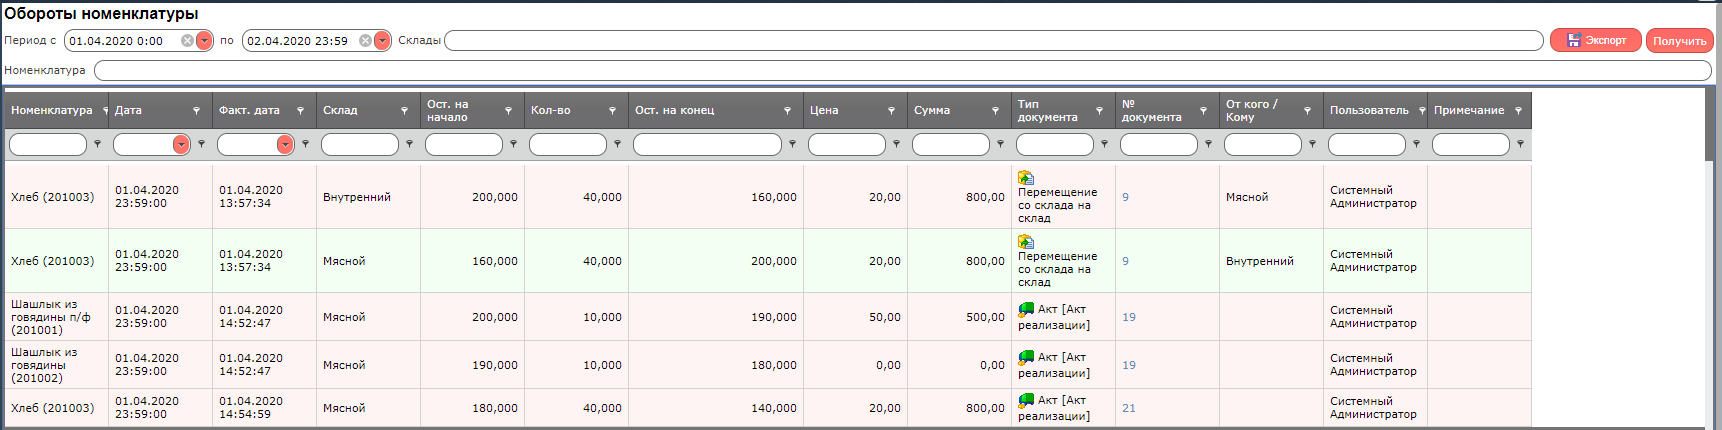 Обороты номенклатуры
Период с 01.04.2020 0:00 по 02.04.2020 23:59 Склады Экспорт Получить
Номенклатура
Номенклатура Дата Факт. дата Склад Ост. на начало Кол-во Ост. на конец Цена Сумма Тип документа № документа От кого / Кому Пользователь Примечание
Хлеб (201003) 01.04.2020 23:59:00 01.04.2020 13:57:34 Внутренний 200,000 40,000 160,000 20,00 800,00 Перемещение со склада на склад 9 Мясной Системный Администратор
Хлеб (201003) 01.04.2020 23:59:00 01.04.2020 13:57:34 Мясной 160,000 40,000 200,000 20,00 800,00 Перемещение со склада на склад 9 Внутренний Системный Администратор
Шашлык из говядины п/ф (201001) 01.04.2020 23:59:00 01.04.2020 14:52:47 Мясной 200,000 10,000 190,000 50,00 500,00 Акт [Акт реализации] 19 Системный Администратор
Шашлык из говядины (201002) 01.04.2020 23:59:00 01.04.2020 14:52:47 Мясной 190,000 10,000 180,000 0,00 0,00 Акт [Акт реализации] 19 Системный Администратор
Хлеб (201003) 01.04.2020 23:59:00 01.04.2020 14:54:59 Мясной 180,000 40,000 140,000 20,00 800,00 Акт [Акт реализации] 21 Системный Администратор